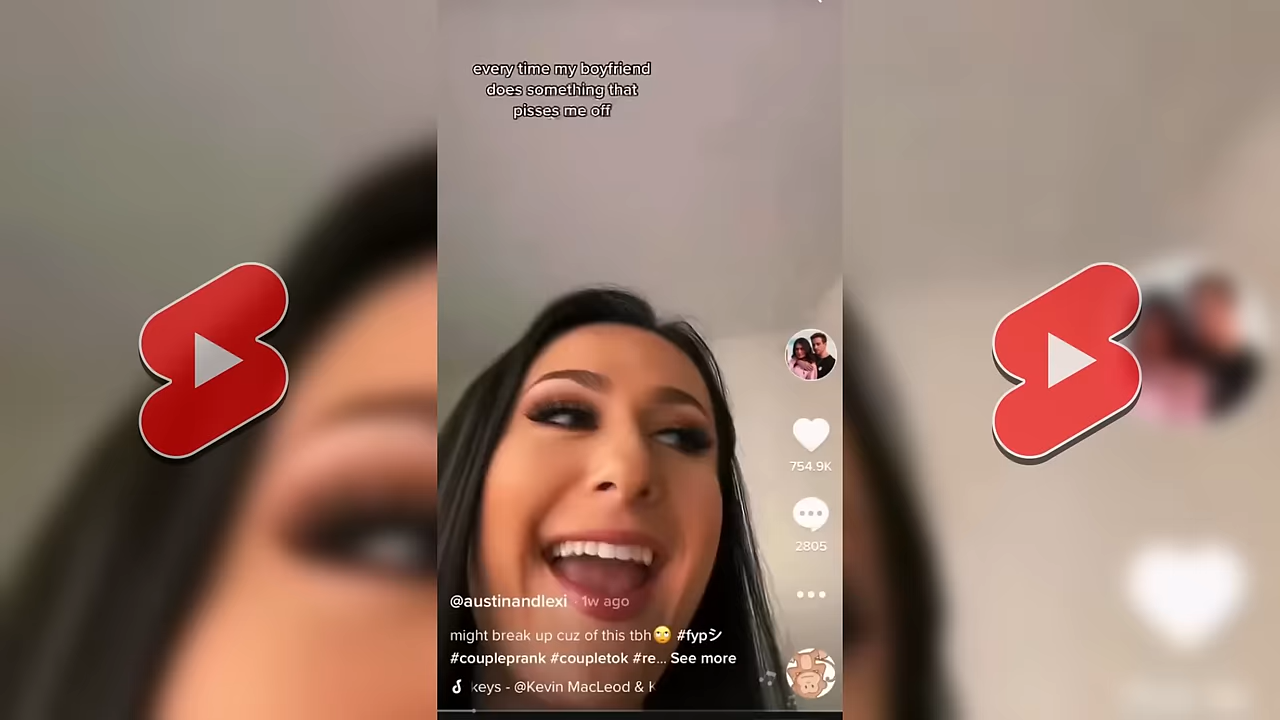 every time my boyfriend
does something that
pisses me off
754.9K
2805
@austinandlexi · 1w ago
might break up cuz of this tbh🙄 #fypシ
#coupleprank #coupletok #re... See more
keys - @Kevin MacLeod & K